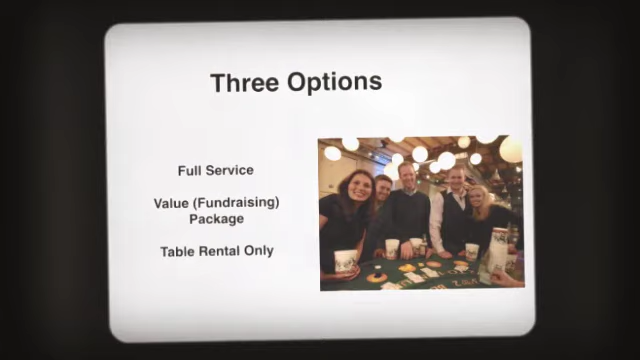 Three Options
Full Service
Value (Fundraising)
Package
Table Rental Only